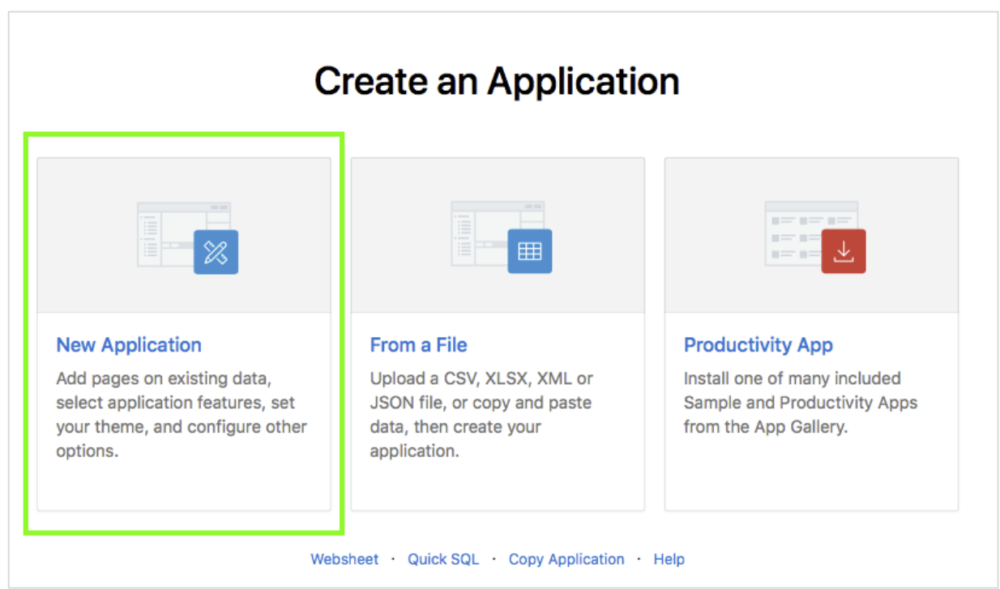 Create an Application
New Application
Add pages on existing data,
select application features, set
your theme, and configure other
options.
From a File
Upload a CSV, XLSX, XML or
JSON file, or copy and paste
data, then create your
application.
Productivity App
Install one of many included
Sample and Productivity Apps
from the App Gallery.
Websheet · Quick SQL · Copy Application · Help